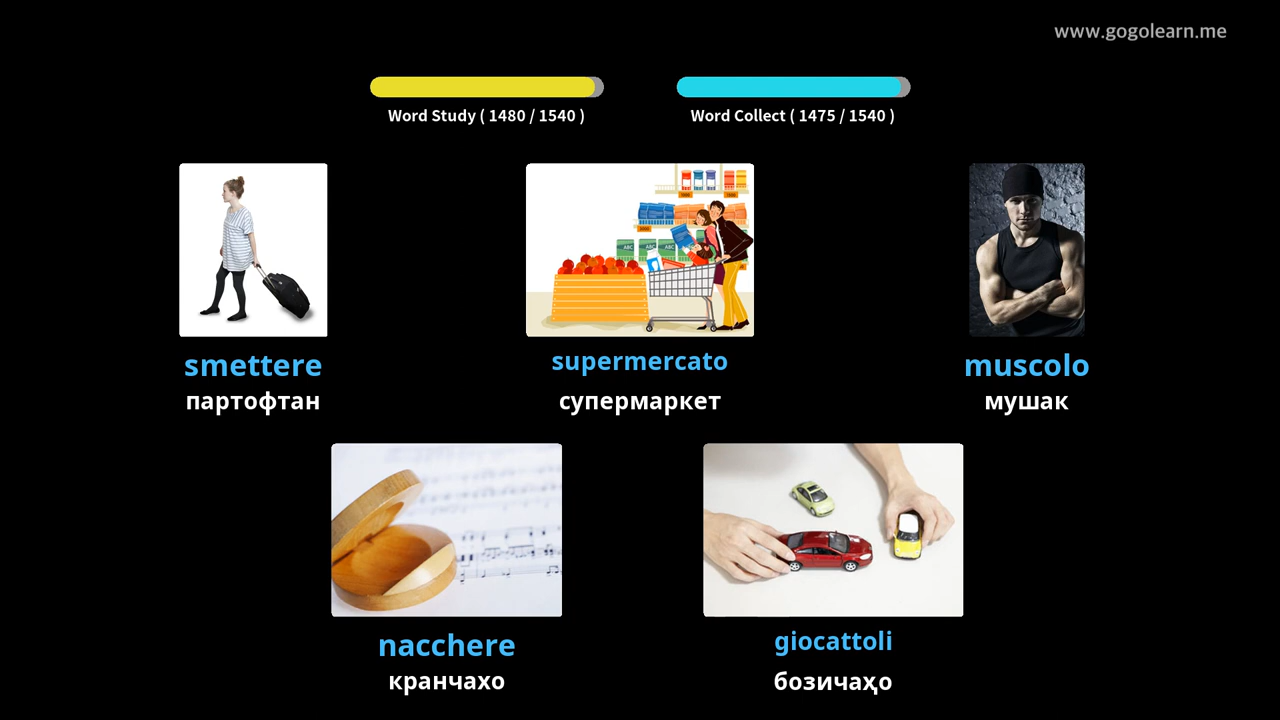 www.gogolearn.me
Word Study ( 1480 / 1540 )
Word Collect ( 1475 / 1540 )
smettere
партофтан
supermercato
супермаркет
muscolo
мушак
nacchere
кранчахо
giocattoli
бозичаҳо